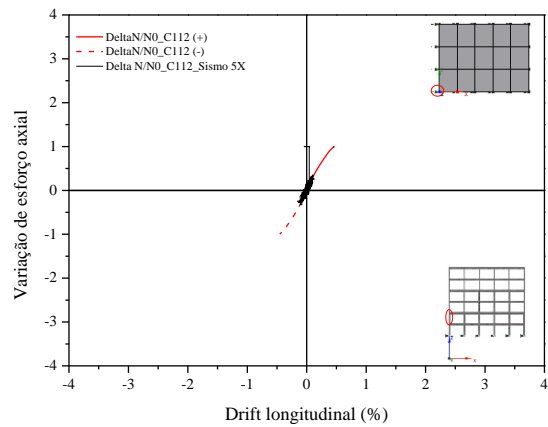 DeltaN/N0_C112 (+)
DeltaN/N0_C112 (-)
Delta N/N0_C112_Sismo 5X
Variação de esforço axial
4
3
2
1
0
-1
-2
-3
-4
-4 -3 -2 -1 0 1 2 3 4
Drift longitudinal (%)